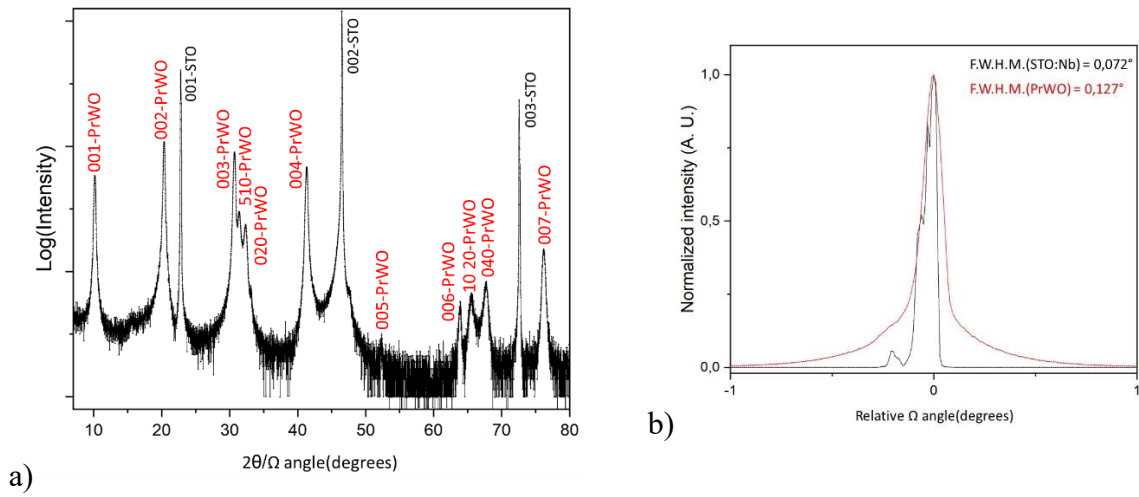 001-PrWO
002-PrWO
001-STO
003-PrWO
510-PrWO
020-PrWO
004-PrWO
002-STO
005-PrWO
006-PrWO
10 20-PrWO
040-PrWO
003-STO
007-PrWO
Log(Intensity)
10 20 30 40 50 60 70 80
2θ/Ω angle(degrees)
a)
F.W.H.M.(STO:Nb) = 0,072°
F.W.H.M.(PrWO) = 0,127°
Normalized intensity (A. U.)
1,0
0,5
0,0
-1 0 1
Relative Ω angle(degrees)
b)